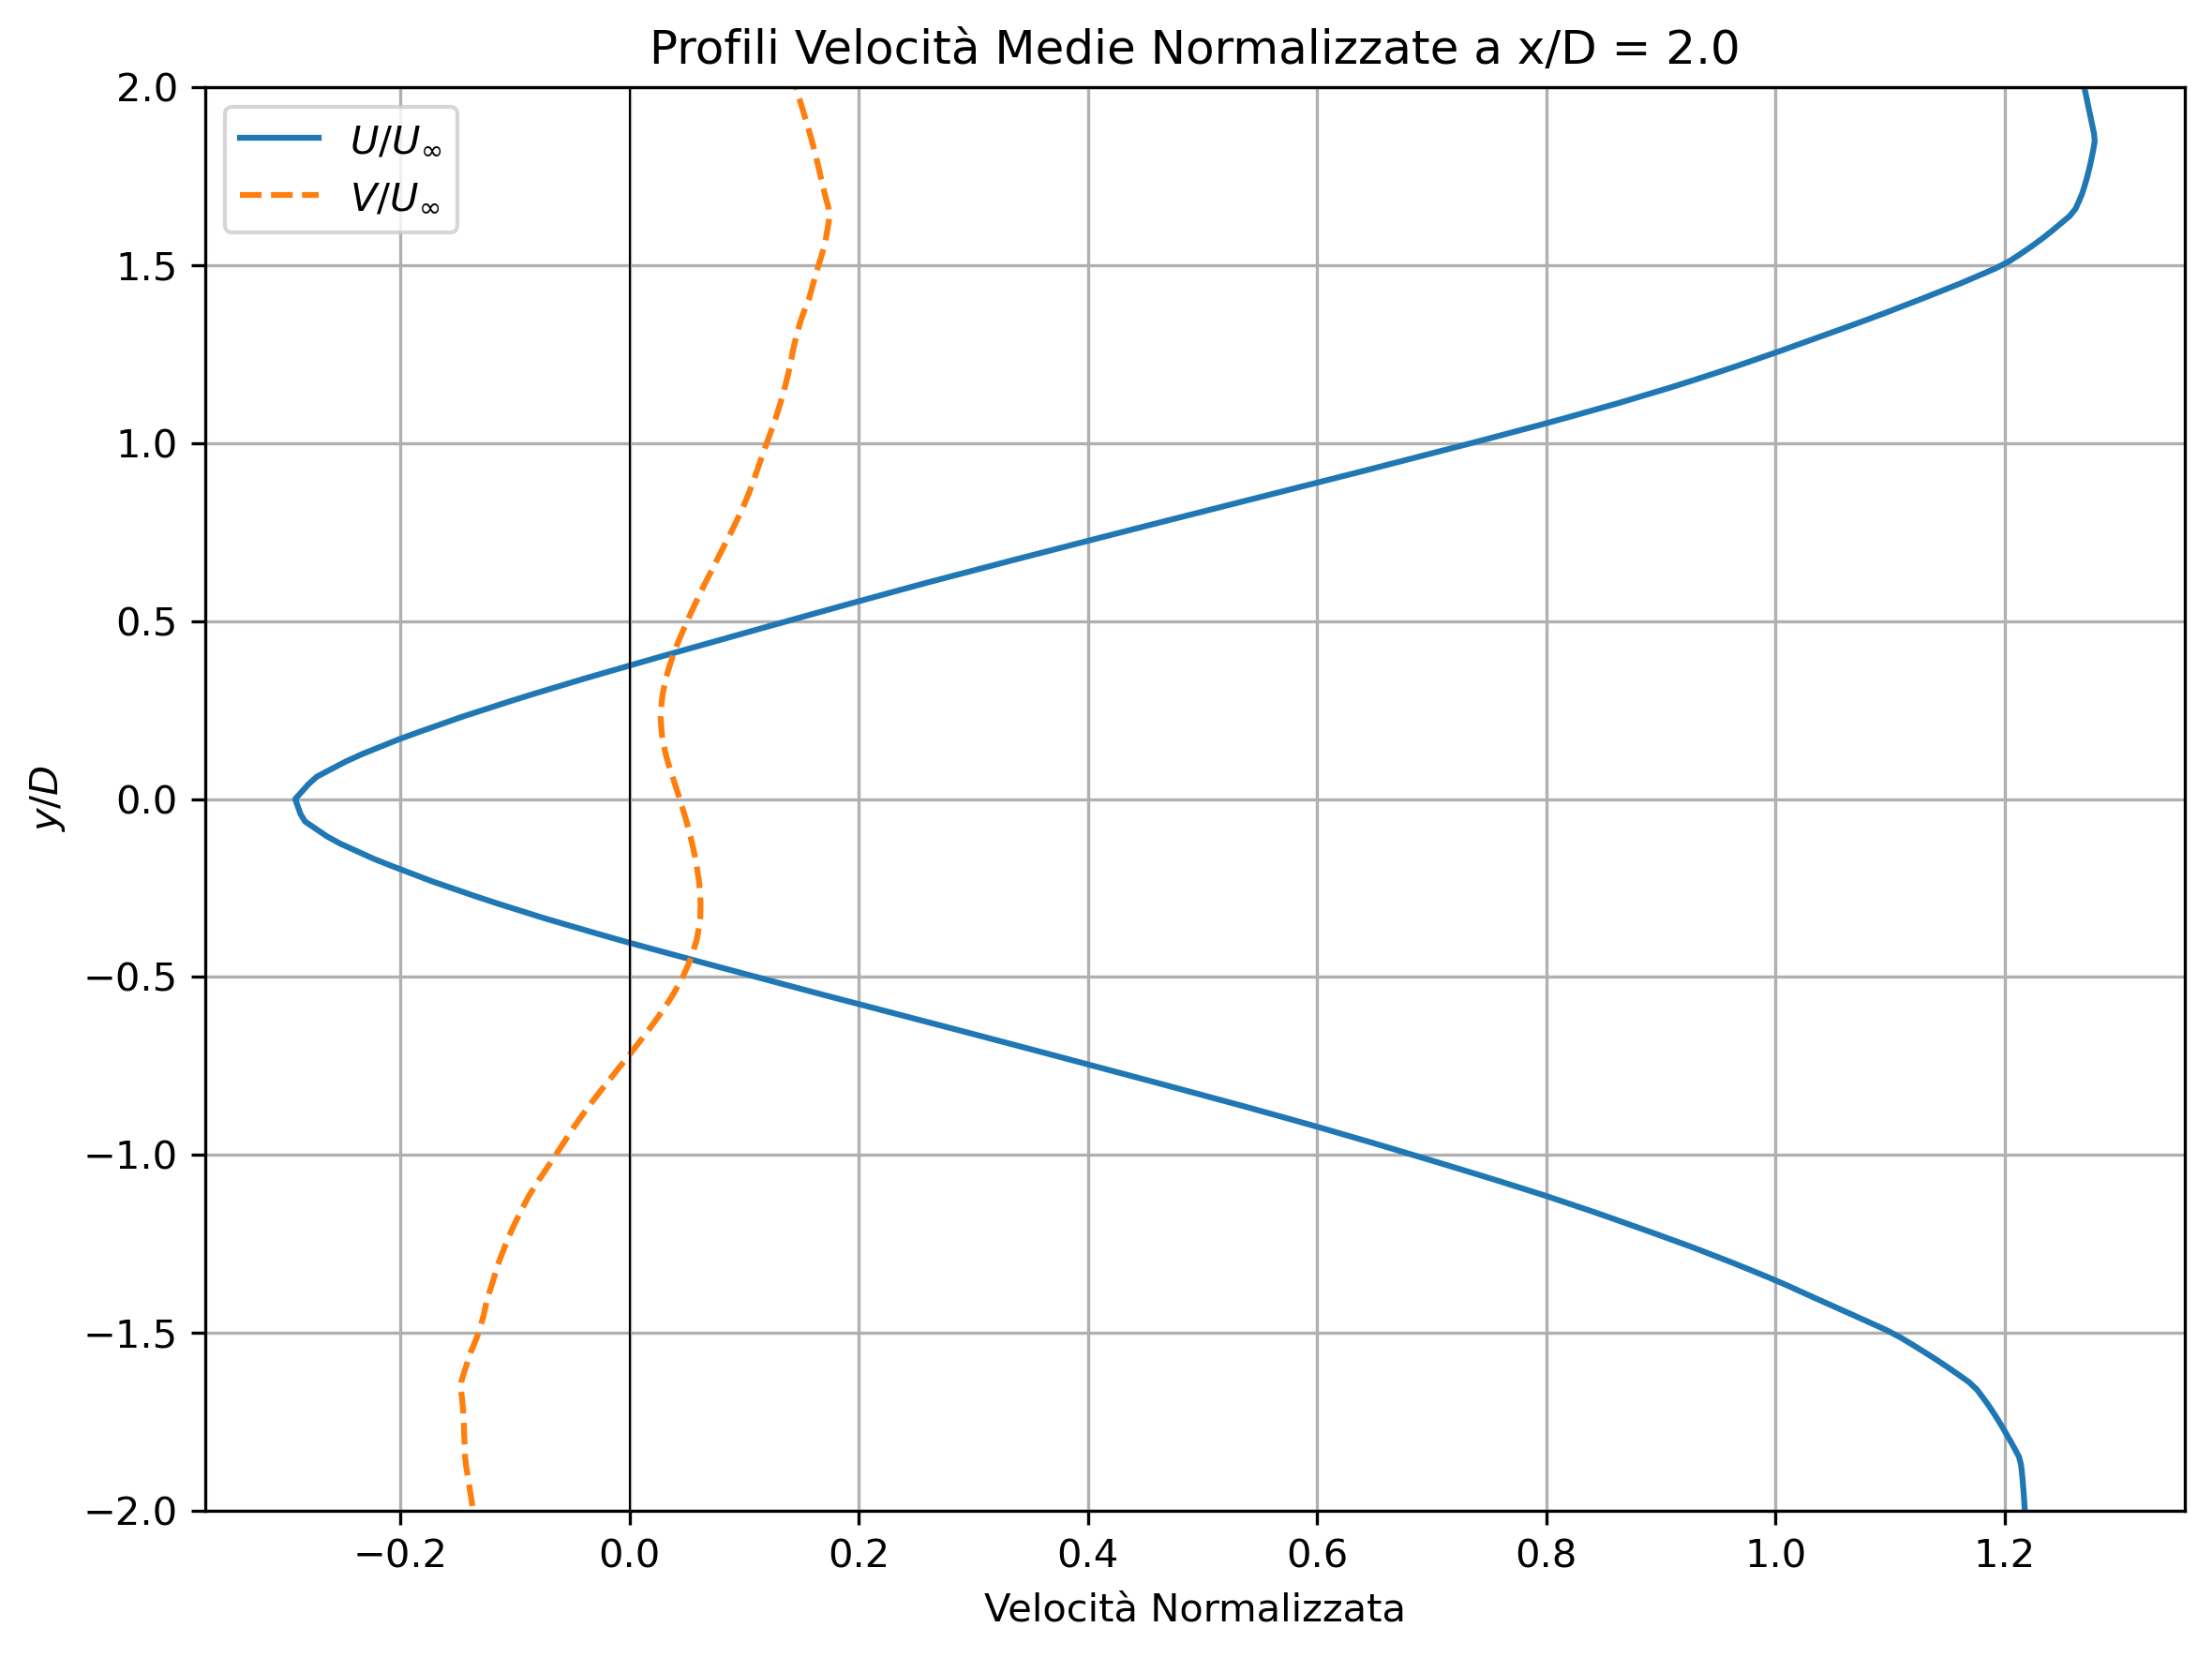 Profili Velocità Medie Normalizzate a x/D = 2.0
U/U∞
V/U∞
2.0
1.5
1.0
0.5
0.0
−0.5
−1.0
−1.5
−2.0
y/D
−0.2 0.0 0.2 0.4 0.6 0.8 1.0 1.2
Velocità Normalizzata